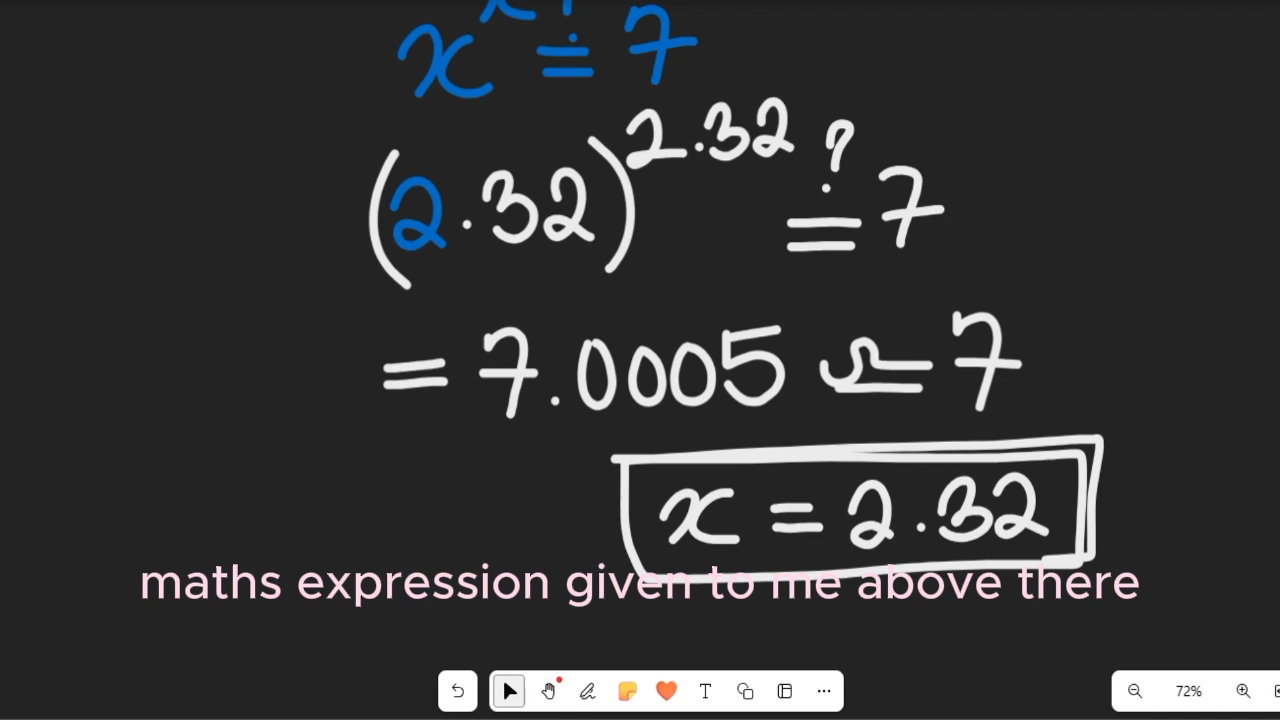 x^x ?= 7
(2.32)^2.32 ?= 7
= 7.0005 ≃ 7
x = 2.32
maths expression given to me above there
T
72%